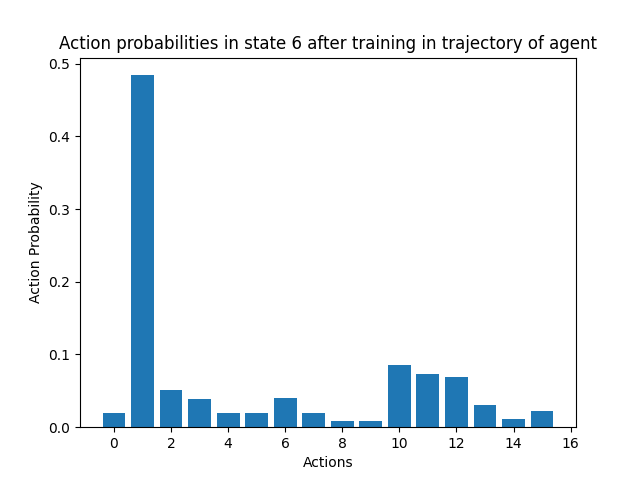 Action probabilities in state 6 after training in trajectory of agent
0.5
0.4
0.3
0.2
0.1
0.0
Action Probability
0 2 4 6 8 10 12 14 16
Actions